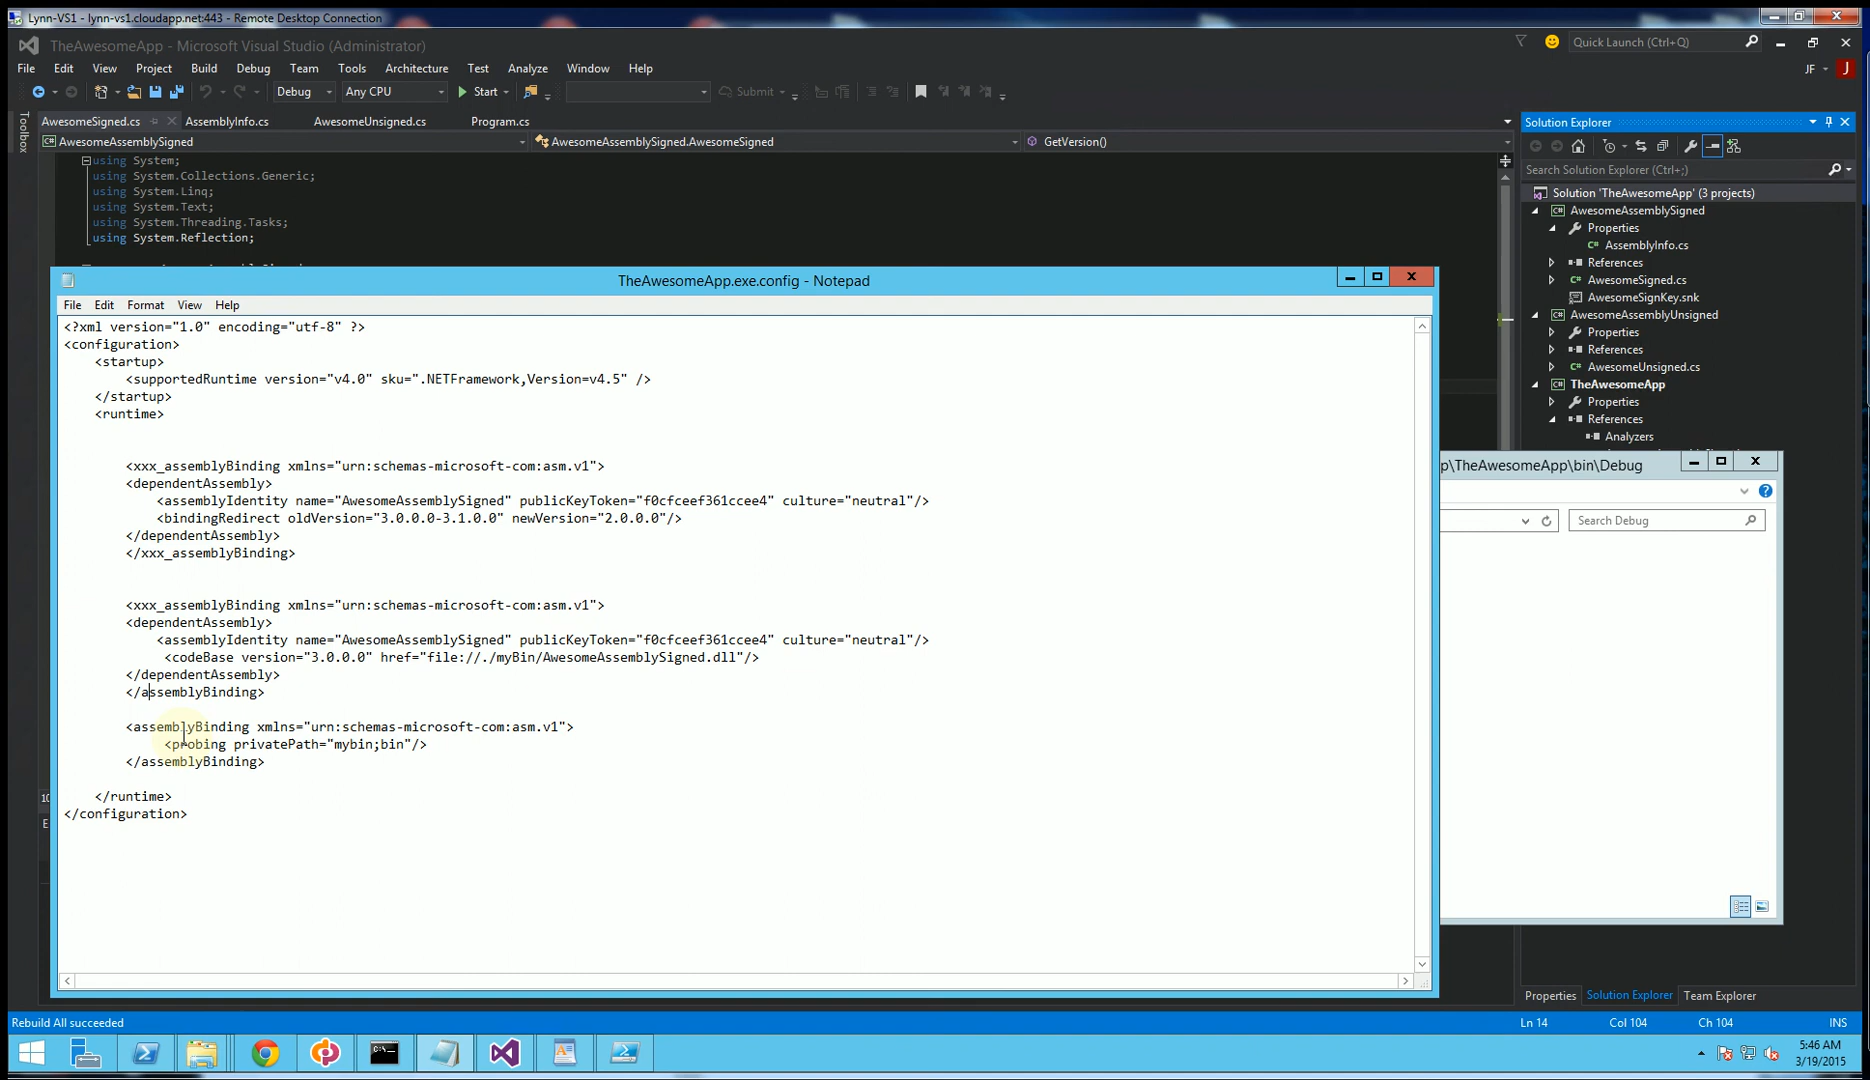 Lynn-VS1 - lynn-vs1.cloudapp.net:443 - Remote Desktop Connection
TheAwesomeApp - Microsoft Visual Studio (Administrator)
Quick Launch (Ctrl+Q)
File Edit View Project Build Debug Team Tools Architecture Test Analyze Window Help
JF J
Debug Any CPU Start Submit
Toolbox
AwesomeSigned.cs AssemblyInfo.cs AwesomeUnsigned.cs Program.cs
AwesomeAssemblySigned AwesomeAssemblySigned.AwesomeSigned GetVersion()
using System;
using System.Collections.Generic;
using System.Linq;
using System.Text;
using System.Threading.Tasks;
using System.Reflection;
TheAwesomeApp.exe.config - Notepad
File Edit Format View Help
<?xml version="1.0" encoding="utf-8" ?>
<configuration>
<startup>
<supportedRuntime version="v4.0" sku=".NETFramework,Version=v4.5" />
</startup>
<runtime>
<xxx_assemblyBinding xmlns="urn:schemas-microsoft-com:asm.v1">
<dependentAssembly>
<assemblyIdentity name="AwesomeAssemblySigned" publicKeyToken="f0cfceef361ccee4" culture="neutral"/>
<bindingRedirect oldVersion="3.0.0.0-3.1.0.0" newVersion="2.0.0.0"/>
</dependentAssembly>
</xxx_assemblyBinding>
<xxx_assemblyBinding xmlns="urn:schemas-microsoft-com:asm.v1">
<dependentAssembly>
<assemblyIdentity name="AwesomeAssemblySigned" publicKeyToken="f0cfceef361ccee4" culture="neutral"/>
<codeBase version="3.0.0.0" href="file://./myBin/AwesomeAssemblySigned.dll"/>
</dependentAssembly>
</assemblyBinding>
<assemblyBinding xmlns="urn:schemas-microsoft-com:asm.v1">
<probing privatePath="mybin;bin"/>
</assemblyBinding>
</runtime>
</configuration>
10
E
Solution Explorer
Search Solution Explorer (Ctrl+;)
Solution 'TheAwesomeApp' (3 projects)
AwesomeAssemblySigned
Properties
AssemblyInfo.cs
References
AwesomeSigned.cs
AwesomeSignKey.snk
AwesomeAssemblyUnsigned
Properties
References
AwesomeUnsigned.cs
TheAwesomeApp
Properties
References
Analyzers
p\TheAwesomeApp\bin\Debug
Search Debug
Properties Solution Explorer Team Explorer
Rebuild All succeeded
Ln 14 Col 104 Ch 104 INS
5:46 AM
3/19/2015